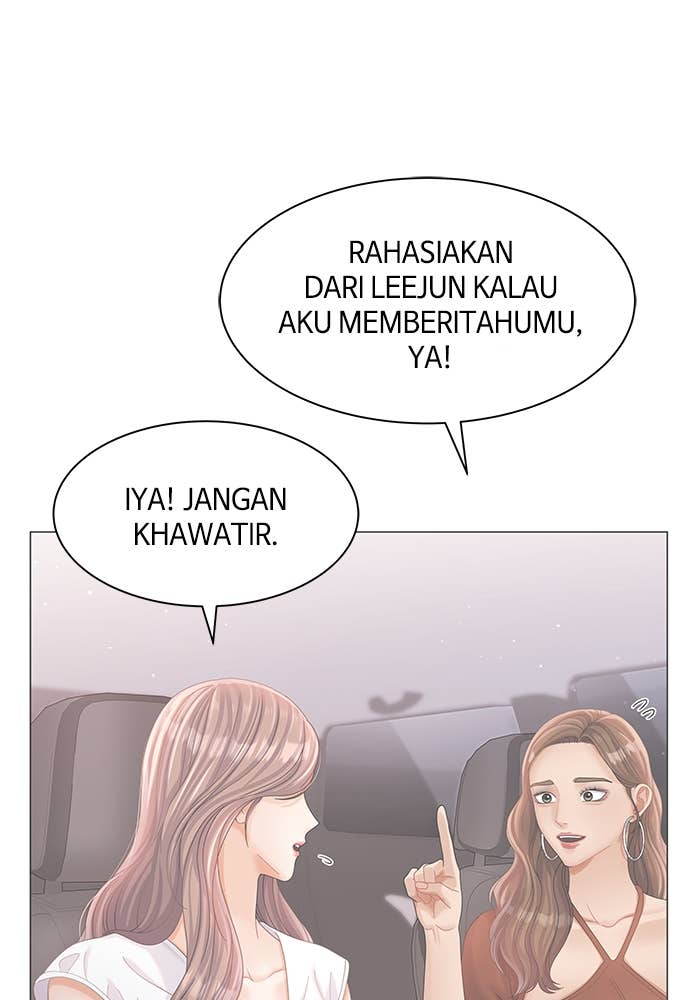 RAHASIAKAN
DARI LEEJUN KALAU
AKU MEMBERITAHUMU,
YA!
IYA! JANGAN
KHAWATIR.